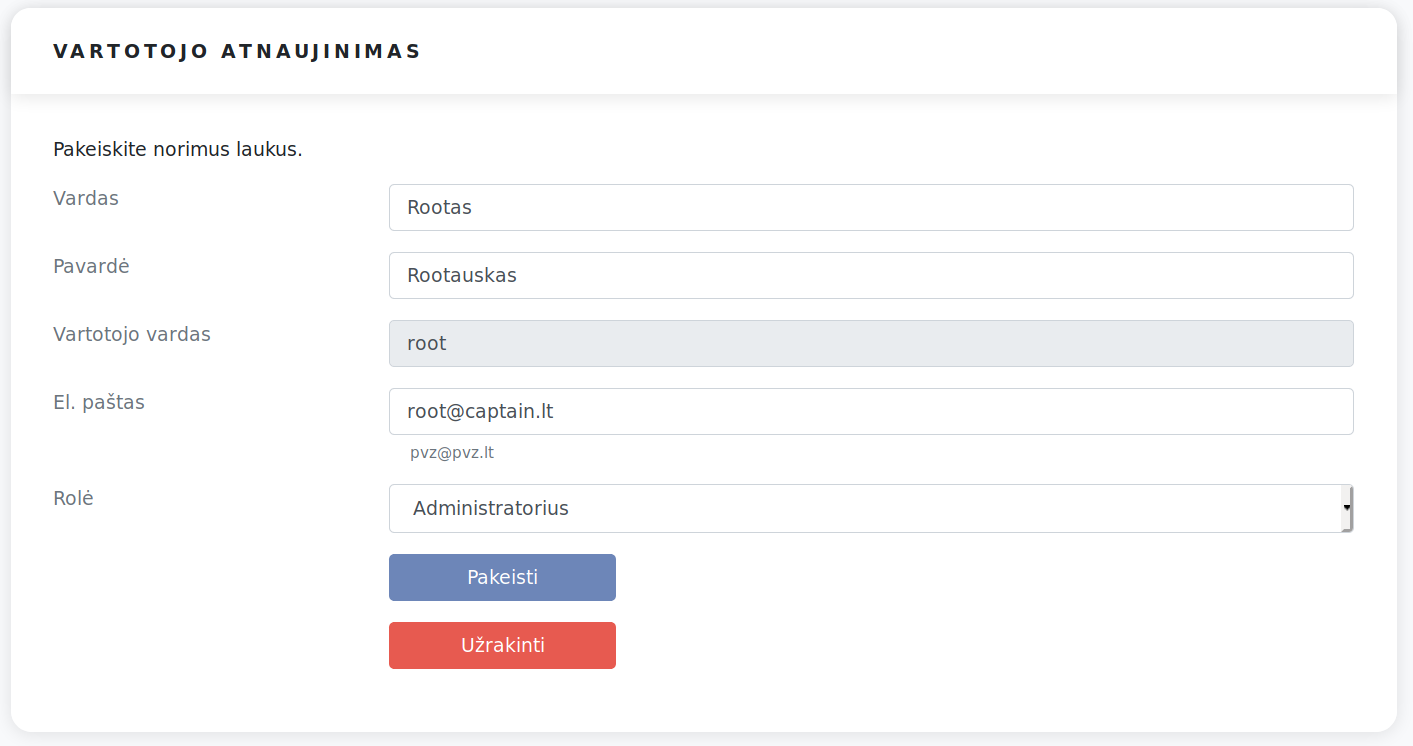 VARTOTOJO ATNAUJINIMAS
Pakeiskite norimus laukus.
Vardas
Rootas
Pavardė
Rootauskas
Vartotojo vardas
root
El. paštas
root@captain.lt
pvz@pvz.lt
Rolė
Administratorius
Pakeisti
Užrakinti